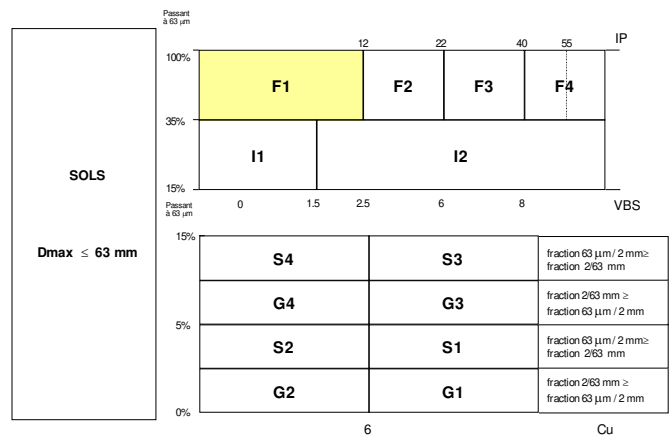 Passant
à 63 µm
12 22 40 55 IP
100%
F1 F2 F3 F4
35%
I1 I2
15%
Passant
à 63 µm
0 1.5 2.5 6 8 VBS
SOLS
Dmax ≤ 63 mm
15%
S4 S3 fraction 63 µm / 2 mm≥
fraction 2/63 mm
G4 G3 fraction 2/63 mm ≥
fraction 63 µm / 2 mm
5%
S2 S1 fraction 63 µm / 2 mm≥
fraction 2/63 mm
G2 G1 fraction 2/63 mm ≥
fraction 63 µm / 2 mm
0%
6 Cu